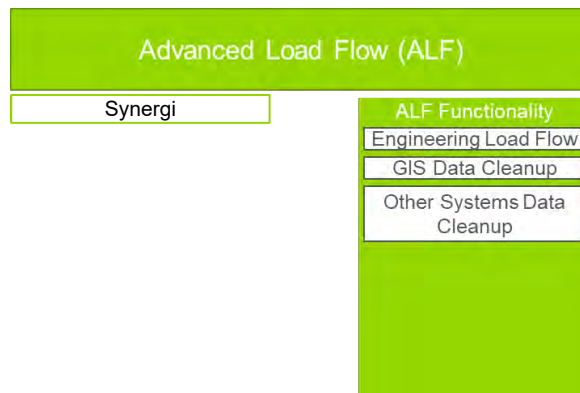 Advanced Load Flow (ALF)
Synergi
ALF Functionality
Engineering Load Flow
GIS Data Cleanup
Other Systems Data
Cleanup